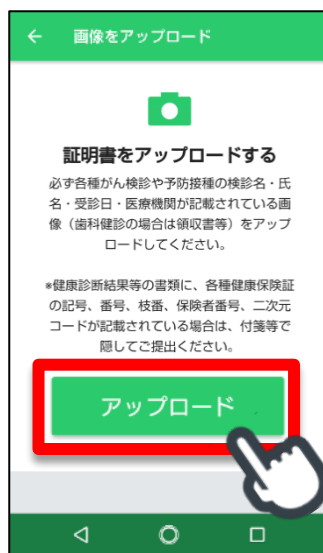 画像をアップロード
証明書をアップロードする
必ず各種がん検診や予防接種の検診名・氏
名・受診日・医療機関が記載されている画
像（歯科健診の場合は領収書等）をアップ
ロードしてください。
*健康診断結果等の書類に、各種健康保険証
の記号、番号、枝番、保険者番号、二次元
コードが記載されている場合は、付箋等で
隠してご提出ください。
アップロード